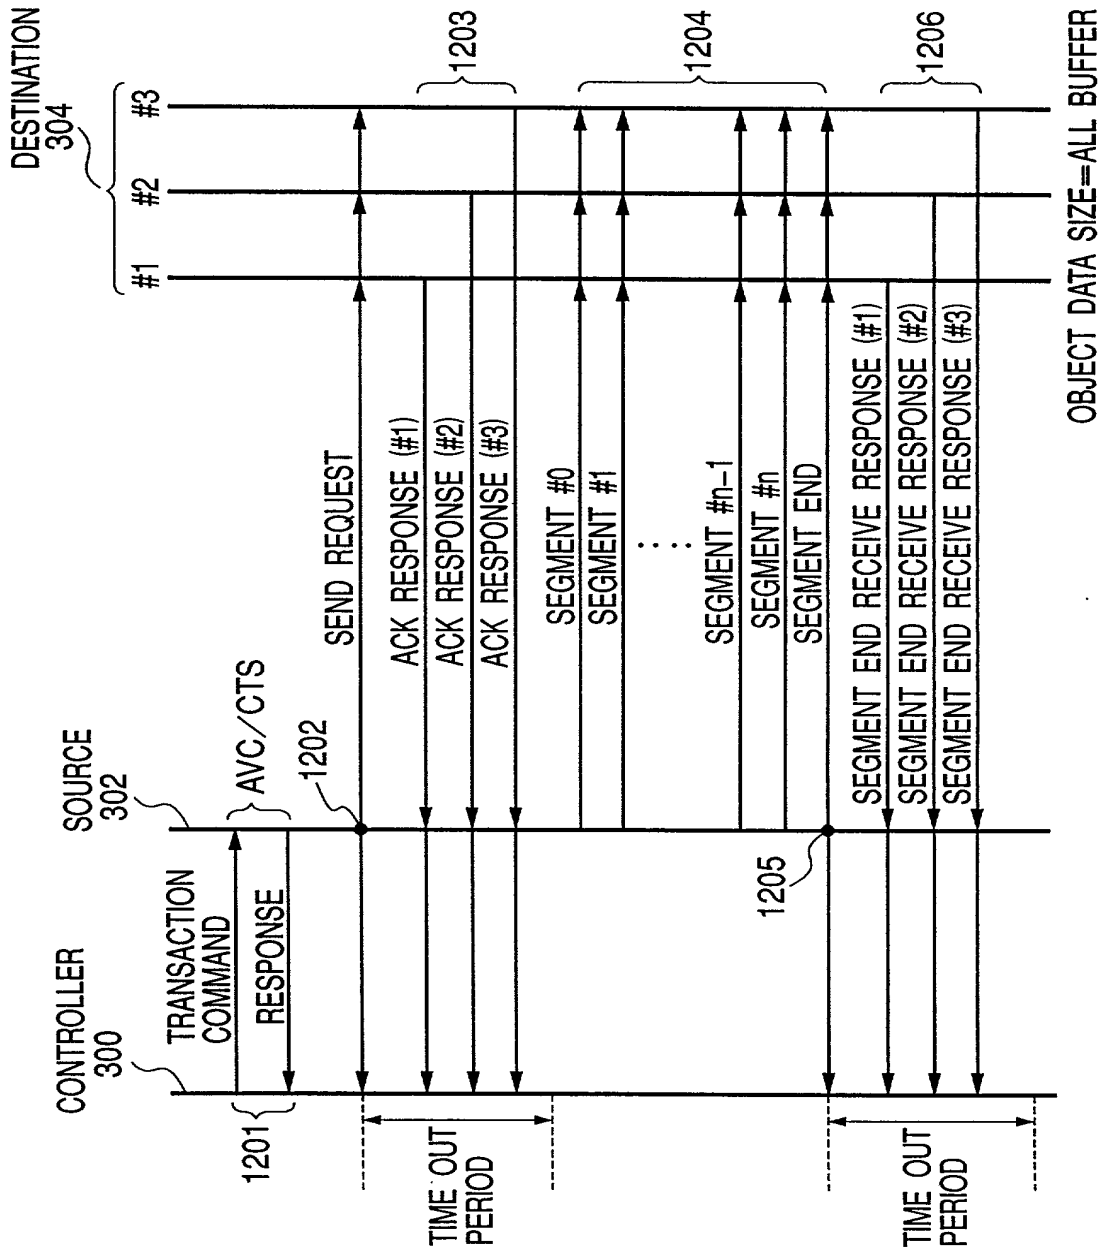 CONTROLLER
300
SOURCE
302
DESTINATION
304
#1
#2
#3
1201
TRANSACTION
COMMAND
RESPONSE
AVC/CTS
1202
SEND REQUEST
TIME OUT
PERIOD
ACK RESPONSE (#1)
ACK RESPONSE (#2)
ACK RESPONSE (#3)
1203
SEGMENT #0
SEGMENT #1
.....
SEGMENT #n-1
SEGMENT #n
SEGMENT END
1204
1205
TIME OUT
PERIOD
SEGMENT END RECEIVE RESPONSE (#1)
SEGMENT END RECEIVE RESPONSE (#2)
SEGMENT END RECEIVE RESPONSE (#3)
1206
OBJECT DATA SIZE=ALL BUFFER